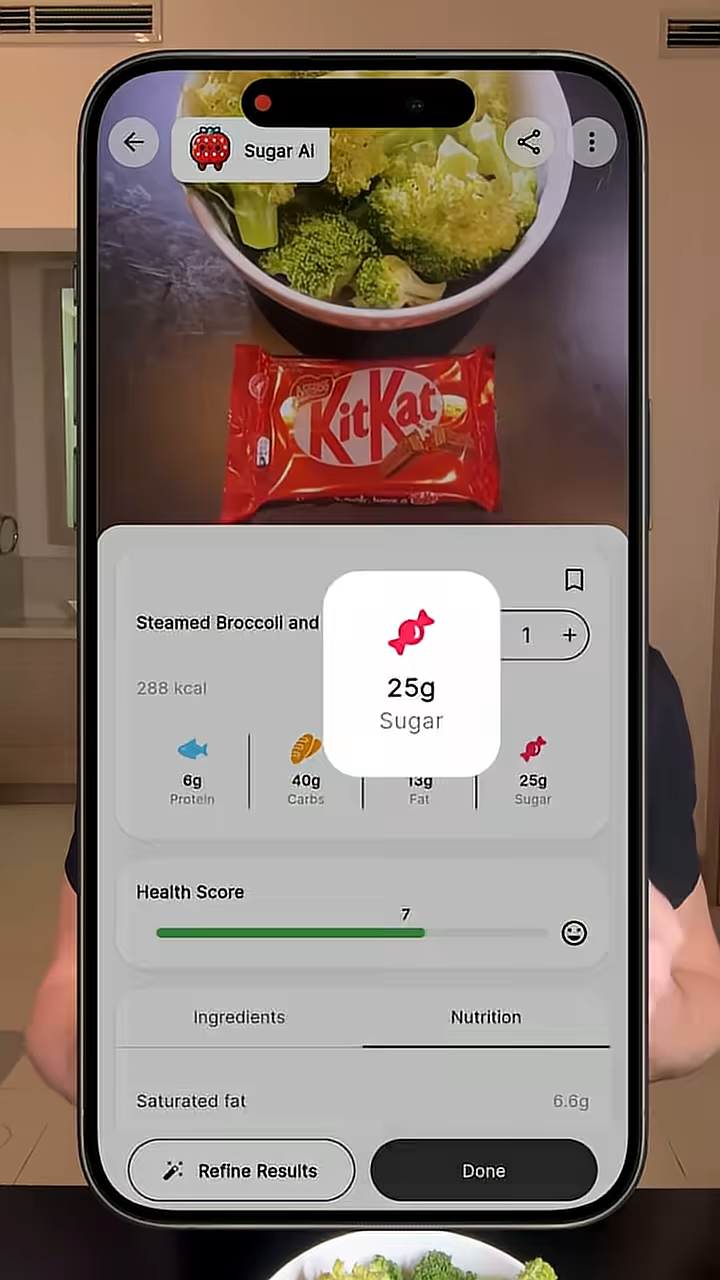 Sugar AI
Nestlé
KitKat
Steamed Broccoli and
1 +
288 kcal
25g
Sugar
6g
Protein
40g
Carbs
13g
Fat
25g
Sugar
Health Score
7
Ingredients
Nutrition
Saturated fat
6.6g
Refine Results
Done